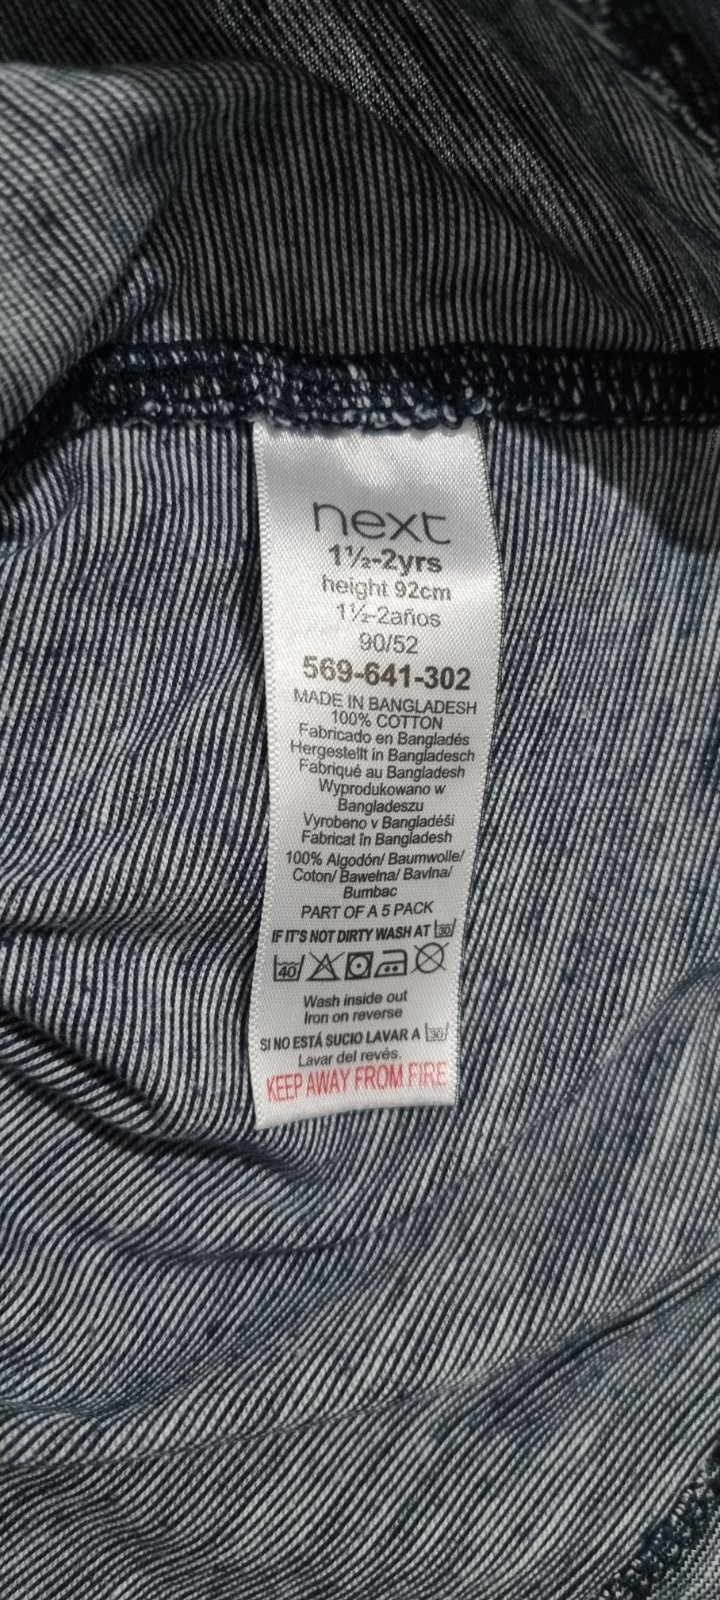 next
1½-2yrs
height 92cm
1½-2años
90/52
569-641-302
MADE IN BANGLADESH
100% COTTON
Fabricado en Bangladés
Hergestellt in Bangladesch
Fabriqué au Bangladesh
Wyprodukowano w
Bangladeszu
Vyrobeno v Bangladéši
Fabricat în Bangladesh
100% Algodón/ Baumwolle/
Coton/ Bawełna/ Bavlna/
Bumbac
PART OF A 5 PACK
IF IT'S NOT DIRTY WASH AT 30
40
Wash inside out
Iron on reverse
SI NO ESTÁ SUCIO LAVAR A 30
Lavar del revés.
KEEP AWAY FROM FIRE